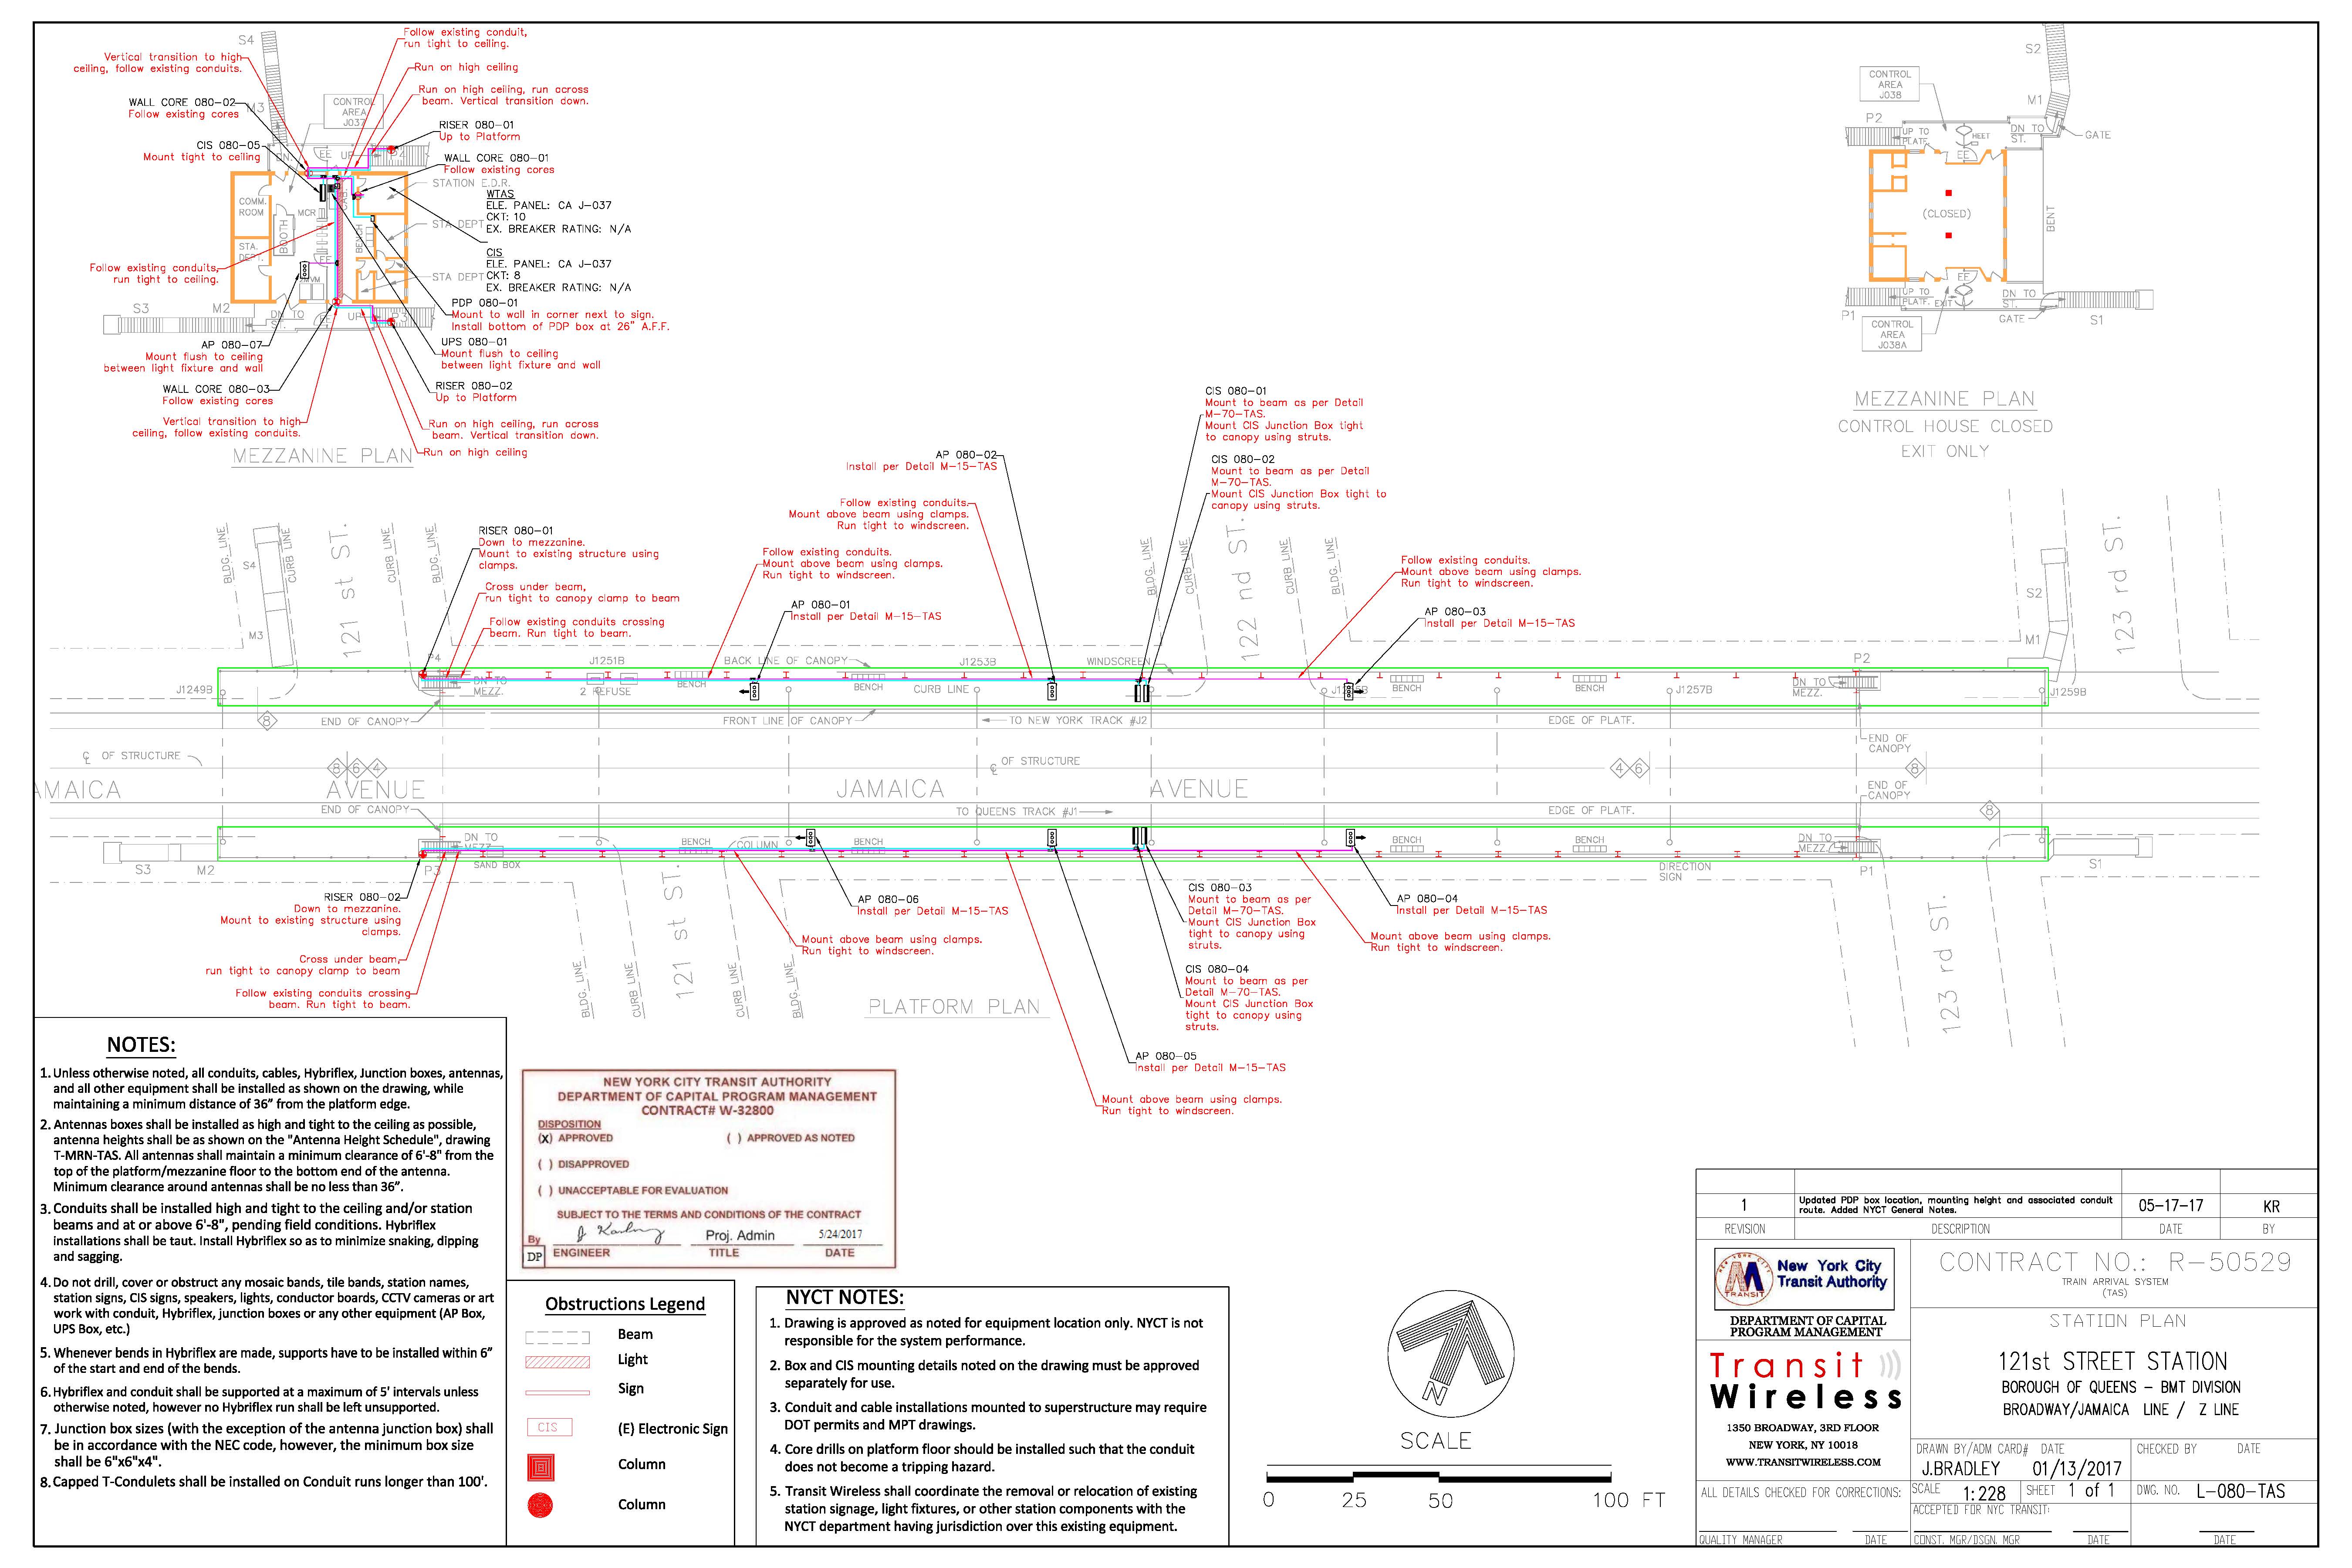 S4
Follow existing conduit,
run tight to ceiling.
Vertical transition to high
ceiling, follow existing conduits.
Run on high ceiling
Run on high ceiling, run across
beam. Vertical transition down.
WALL CORE 080-02
Follow existing cores
M3
CONTROL
AREA
J037
RISER 080-01
Up to Platform
CIS 080-05
Mount tight to ceiling
DN.
EE
UP
P4
WALL CORE 080-01
Follow existing cores
STATION E.D.R.
WTAS
ELE. PANEL: CA J-037
CKT: 10
EX. BREAKER RATING: N/A
COMM.
ROOM
MCR
BOOTH
STA DEPT
BENCH
CIS
ELE. PANEL: CA J-037
CKT: 8
EX. BREAKER RATING: N/A
STA.
DEPT.
EE
STA DEPT
Follow existing conduits,
run tight to ceiling.
MVM
PDP 080-01
Mount to wall in corner next to sign.
Install bottom of PDP box at 26" A.F.F.
S3
M2
DN TO
ST.
EE
UP
P3
AP 080-07
Mount flush to ceiling
between light fixture and wall
UPS 080-01
Mount flush to ceiling
between light fixture and wall
WALL CORE 080-03
Follow existing cores
RISER 080-02
Up to Platform
Vertical transition to high
ceiling, follow existing conduits.
Run on high ceiling, run across
beam. Vertical transition down.
Run on high ceiling
MEZZANINE PLAN
S2
CONTROL
AREA
J038
M1
P2
UP TO
PLATF.
HEET
DN TO
ST.
GATE
EE
(CLOSED)
BENT
EE
UP TO
PLATF.
EXIT
DN TO
ST.
P1
GATE
S1
CONTROL
AREA
J038A
MEZZANINE PLAN
CONTROL HOUSE CLOSED
EXIT ONLY
CIS 080-01
Mount to beam as per Detail
M-70-TAS.
Mount CIS Junction Box tight
to canopy using struts.
AP 080-02
Install per Detail M-15-TAS
CIS 080-02
Mount to beam as per Detail
M-70-TAS.
Mount CIS Junction Box tight to
canopy using struts.
Follow existing conduits.
Mount above beam using clamps.
Run tight to windscreen.
RISER 080-01
Down to mezzanine.
Mount to existing structure using
clamps.
Follow existing conduits.
Mount above beam using clamps.
Run tight to windscreen.
Follow existing conduits.
Mount above beam using clamps.
Run tight to windscreen.
Cross under beam,
run tight to canopy clamp to beam
AP 080-01
Install per Detail M-15-TAS
AP 080-03
Install per Detail M-15-TAS
Follow existing conduits crossing
beam. Run tight to beam.
BLDG. LINE
S4
CURB LINE
121 st ST.
CURB LINE
BLDG. LINE
BLDG. LINE
CURB LINE
122 nd ST.
CURB LINE
BLDG. LINE
S2
123 rd ST.
M3
M1
P4
J1251B
BACK LINE OF CANOPY
J1253B
WINDSCREEN
P2
J1249B
DN TO
MEZZ.
2 REFUSE
BENCH
BENCH
CURB LINE
BENCH
BENCH
J1257B
DN TO
MEZZ.
J1259B
8
END OF CANOPY
FRONT LINE OF CANOPY
TO NEW YORK TRACK #J2
EDGE OF PLATF.
END OF
CANOPY
OF STRUCTURE
8 6 4
OF STRUCTURE
4 6
8
AMAICA AVENUE
JAMAICA AVENUE
END OF
CANOPY
END OF CANOPY
TO QUEENS TRACK #J1
EDGE OF PLATF.
8
DN TO
MEZZ.
BENCH
COLUMN
BENCH
BENCH
BENCH
DN TO
MEZZ.
S3
M2
P3
SAND BOX
DIRECTION
SIGN
P1
S1
RISER 080-02
Down to mezzanine.
Mount to existing structure using
clamps.
AP 080-06
Install per Detail M-15-TAS
CIS 080-03
Mount to beam as per
Detail M-70-TAS.
Mount CIS Junction Box
tight to canopy using
struts.
AP 080-04
Install per Detail M-15-TAS
Mount above beam using clamps.
Run tight to windscreen.
Mount above beam using clamps.
Run tight to windscreen.
Cross under beam,
run tight to canopy clamp to beam
CIS 080-04
Mount to beam as per
Detail M-70-TAS.
Mount CIS Junction Box
tight to canopy using
struts.
Follow existing conduits crossing
beam. Run tight to beam.
BLDG. LINE
CURB LINE
121 st ST.
CURB LINE
BLDG. LINE
123 rd ST.
PLATFORM PLAN
AP 080-05
Install per Detail M-15-TAS
Mount above beam using clamps.
Run tight to windscreen.
NOTES:
1. Unless otherwise noted, all conduits, cables, Hybriflex, Junction boxes, antennas,
and all other equipment shall be installed as shown on the drawing, while
maintaining a minimum distance of 36" from the platform edge.
2. Antennas boxes shall be installed as high and tight to the ceiling as possible,
antenna heights shall be as shown on the "Antenna Height Schedule", drawing
T-MRN-TAS. All antennas shall maintain a minimum clearance of 6'-8" from the
top of the platform/mezzanine floor to the bottom end of the antenna.
Minimum clearance around antennas shall be no less than 36".
3. Conduits shall be installed high and tight to the ceiling and/or station
beams and at or above 6'-8", pending field conditions. Hybriflex
installations shall be taut. Install Hybriflex so as to minimize snaking, dipping
and sagging.
4. Do not drill, cover or obstruct any mosaic bands, tile bands, station names,
station signs, CIS signs, speakers, lights, conductor boards, CCTV cameras or art
work with conduit, Hybriflex, junction boxes or any other equipment (AP Box,
UPS Box, etc.)
5. Whenever bends in Hybriflex are made, supports have to be installed within 6"
of the start and end of the bends.
6. Hybriflex and conduit shall be supported at a maximum of 5' intervals unless
otherwise noted, however no Hybriflex run shall be left unsupported.
7. Junction box sizes (with the exception of the antenna junction box) shall
be in accordance with the NEC code, however, the minimum box size
shall be 6"x6"x4".
8. Capped T-Condulets shall be installed on Conduit runs longer than 100'.
NEW YORK CITY TRANSIT AUTHORITY
DEPARTMENT OF CAPITAL PROGRAM MANAGEMENT
CONTRACT# W-32800
DISPOSITION
(X) APPROVED ( ) APPROVED AS NOTED
( ) DISAPPROVED
( ) UNACCEPTABLE FOR EVALUATION
SUBJECT TO THE TERMS AND CONDITIONS OF THE CONTRACT
By Proj. Admin 5/24/2017
DP ENGINEER TITLE DATE
Obstructions Legend
Beam
Light
Sign
CIS (E) Electronic Sign
Column
Column
NYCT NOTES:
1. Drawing is approved as noted for equipment location only. NYCT is not
responsible for the system performance.
2. Box and CIS mounting details noted on the drawing must be approved
separately for use.
3. Conduit and cable installations mounted to superstructure may require
DOT permits and MPT drawings.
4. Core drills on platform floor should be installed such that the conduit
does not become a tripping hazard.
5. Transit Wireless shall coordinate the removal or relocation of existing
station signage, light fixtures, or other station components with the
NYCT department having jurisdiction over this existing equipment.
N
SCALE
0 25 50 100 FT
1 Updated PDP box location, mounting height and associated conduit
route. Added NYCT General Notes. 05-17-17 KR
REVISION DESCRIPTION DATE BY
TRANSIT
New York City
Transit Authority
DEPARTMENT OF CAPITAL
PROGRAM MANAGEMENT
CONTRACT NO.: R-50529
TRAIN ARRIVAL SYSTEM
(TAS)
STATION PLAN
Transit
Wireless
1350 BROADWAY, 3RD FLOOR
NEW YORK, NY 10018
WWW.TRANSITWIRELESS.COM
121st STREET STATION
BOROUGH OF QUEENS - BMT DIVISION
BROADWAY/JAMAICA LINE / Z LINE
DRAWN BY/ADM CARD# DATE CHECKED BY DATE
J.BRADLEY 01/13/2017
ALL DETAILS CHECKED FOR CORRECTIONS:
SCALE 1:228 SHEET 1 of 1 DWG. NO. L-080-TAS
ACCEPTED FOR NYC TRANSIT:
QUALITY MANAGER DATE CONST. MGR/DSGN. MGR DATE DATE